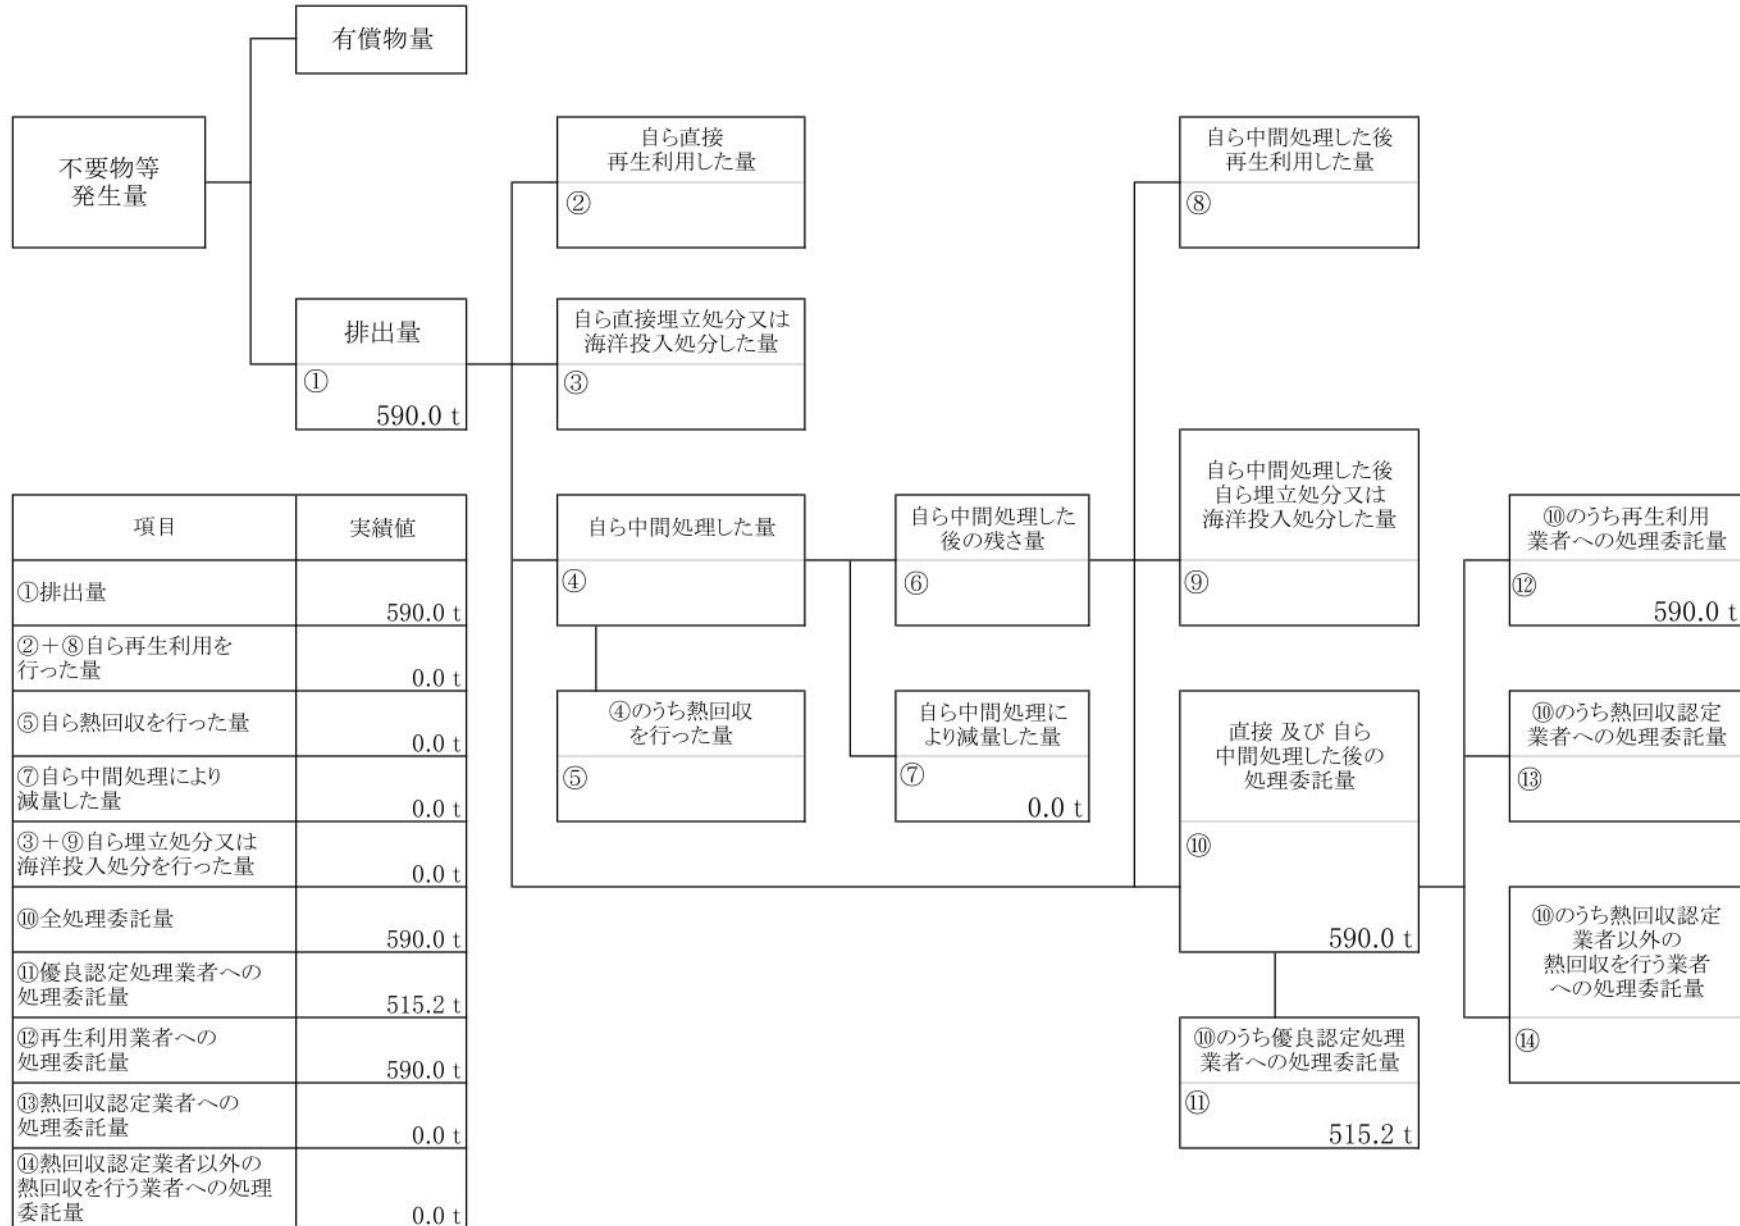 有償物量
不要物等
発生量
自ら直接
再生利用した量
②
自ら中間処理した後
再生利用した量
⑧
排出量
①
590.0 t
自ら直接埋立処分又は
海洋投入処分した量
③
自ら中間処理した量
④
自ら中間処理した
後の残さ量
⑥
自ら中間処理した後
自ら埋立処分又は
海洋投入処分した量
⑨
⑩のうち再生利用
業者への処理委託量
⑫
590.0 t
④のうち熱回収
を行った量
⑤
自ら中間処理に
より減量した量
⑦
0.0 t
直接 及び 自ら
中間処理した後の
処理委託量
⑩
590.0 t
⑩のうち熱回収認定
業者への処理委託量
⑬
⑩のうち熱回収認定
業者以外の
熱回収を行う業者
への処理委託量
⑭
⑩のうち優良認定処理
業者への処理委託量
⑪
515.2 t
項目 実績値
①排出量
590.0 t
②+⑧自ら再生利用を
行った量
0.0 t
⑤自ら熱回収を行った量
0.0 t
⑦自ら中間処理により
減量した量
0.0 t
③+⑨自ら埋立処分又は
海洋投入処分を行った量
0.0 t
⑩全処理委託量
590.0 t
⑪優良認定処理業者への
処理委託量
515.2 t
⑫再生利用業者への
処理委託量
590.0 t
⑬熱回収認定業者への
処理委託量
0.0 t
⑭熱回収認定業者以外の
熱回収を行う業者への処理
委託量
0.0 t